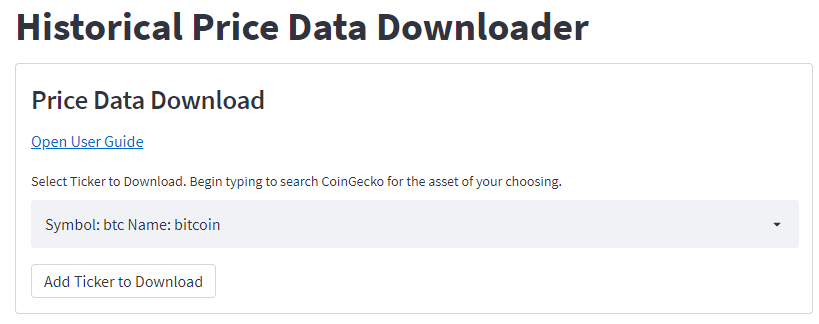 Historical Price Data Downloader
Price Data Download
Open User Guide
Select Ticker to Download. Begin typing to search CoinGecko for the asset of your choosing.
Symbol: btc Name: bitcoin
Add Ticker to Download